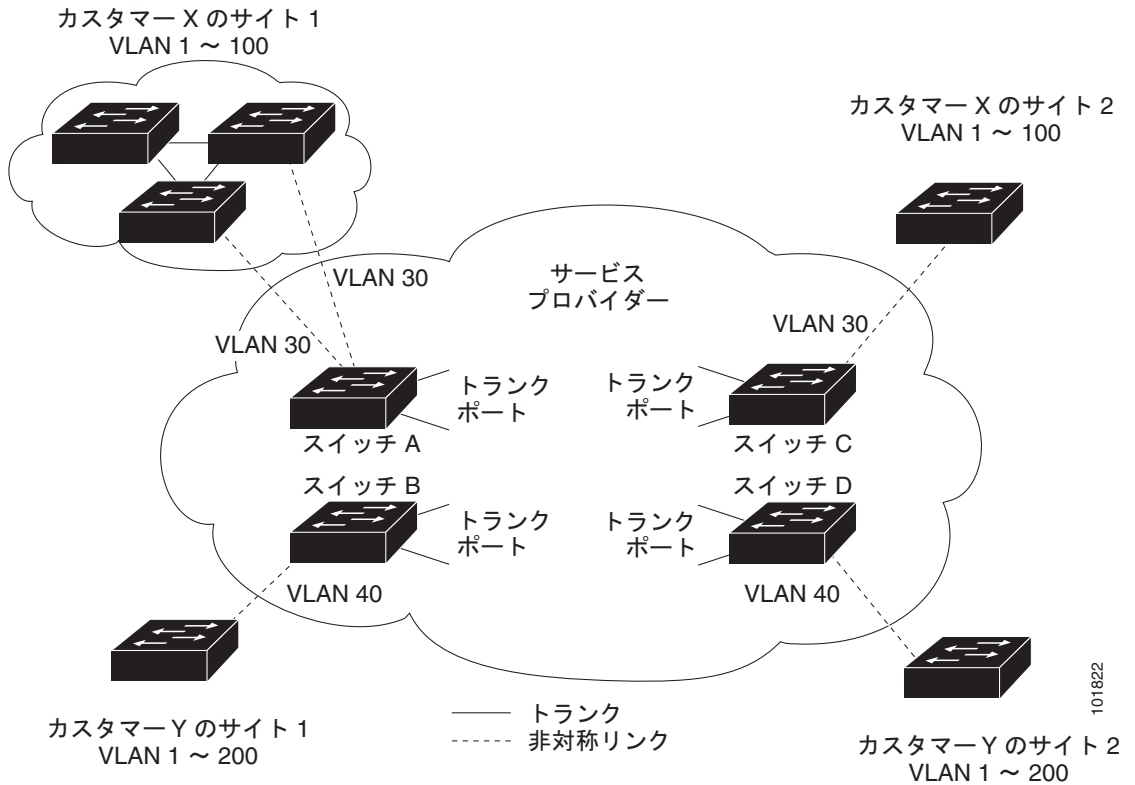 カスタマー X のサイト 1
VLAN 1 ～ 100
カスタマー X のサイト 2
VLAN 1 ～ 100
VLAN 30
サービス
プロバイダー
VLAN 30
VLAN 30
トランク
ポート
トランク
ポート
スイッチ A
スイッチ C
スイッチ B
スイッチ D
トランク
ポート
トランク
ポート
VLAN 40
VLAN 40
カスタマー Y のサイト 1
VLAN 1 ～ 200
トランク
非対称リンク
カスタマー Y のサイト 2
VLAN 1 ～ 200
101822